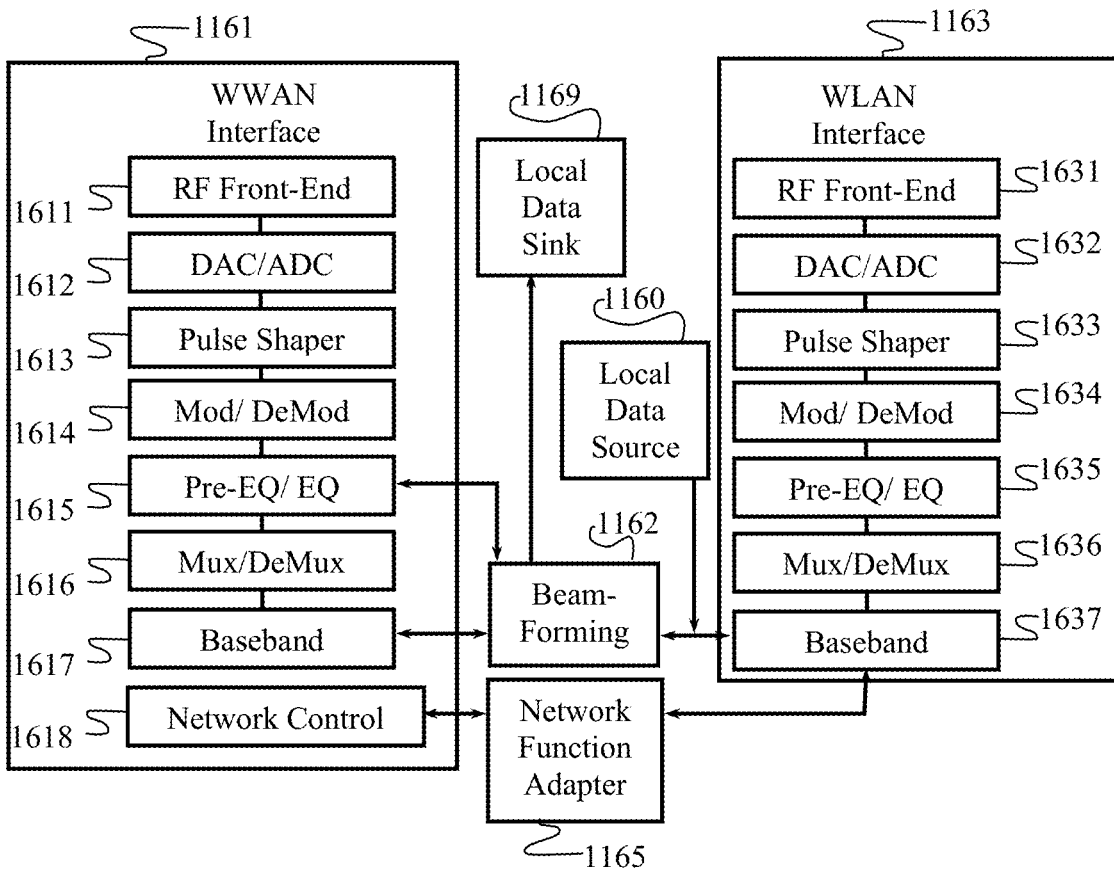 1161
WWAN
Interface
RF Front-End
1611
DAC/ADC
1612
Pulse Shaper
1613
Mod/ DeMod
1614
Pre-EQ/ EQ
1615
Mux/DeMux
1616
Baseband
1617
Network Control
1618
1169
Local
Data
Sink
1160
Local
Data
Source
1162
Beam-
Forming
Network
Function
Adapter
1165
1163
WLAN
Interface
RF Front-End
1631
DAC/ADC
1632
Pulse Shaper
1633
Mod/ DeMod
1634
Pre-EQ/ EQ
1635
Mux/DeMux
1636
Baseband
1637